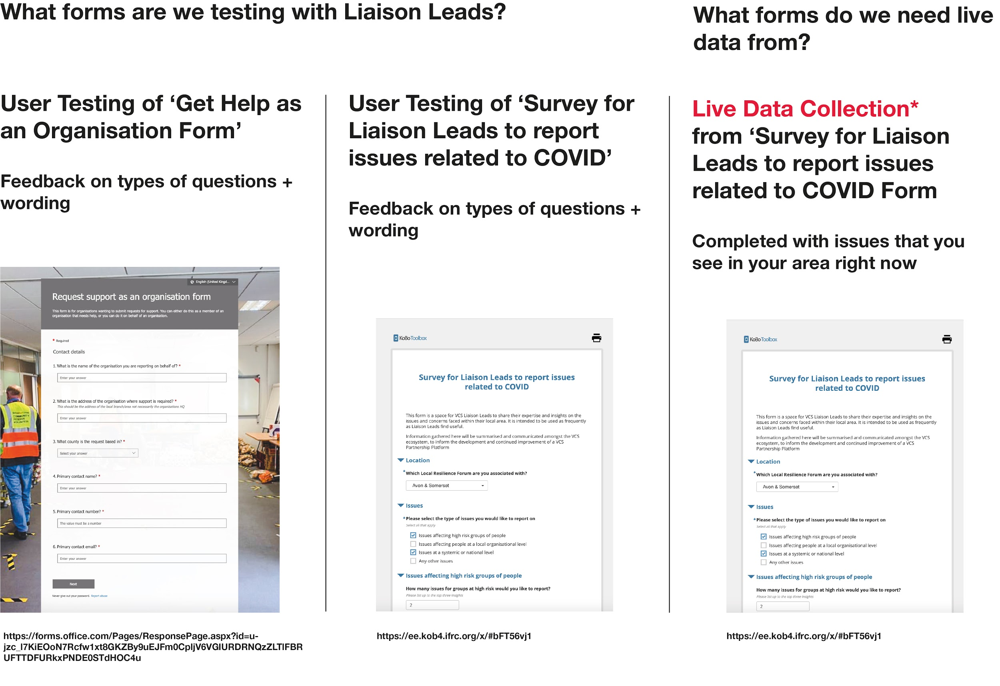 What forms are we testing with Liaison Leads?
What forms do we need live
data from?
User Testing of ‘Get Help as
an Organisation Form’
Feedback on types of questions +
wording
English (United Kingd...
Request support as an organisation form
This form is for organisations wanting to submit requests for support. You can either do this as a member of an
organisation that needs help, or you can do it on behalf of an organisation.
* Required
Contact details
1. What is the name of the organisation you are reporting on behalf of? *
Enter your answer
2. What is the address of the organisation where support is required? *
This should be the address of the local branch/area not necessarily the organisations HQ
Enter your answer
3. What county is the request based in? *
Select your answer
4. Primary contact name? *
Enter your answer
5. Primary contact number? *
The value must be a number
6. Primary contact email? *
Enter your answer
Next
Never give out your password. Report abuse
COMMUNITY
RESERVE
VOLUNTEER
https://forms.office.com/Pages/ResponsePage.aspx?id=u-
jzc_I7KiEOoN7Rcfw1xt8GKZBy9uEJFm0CpIjV6VGIURDRNQzZLTlFBR
UFTTDFURkxPNDE0STdHOC4u
User Testing of ‘Survey for
Liaison Leads to report
issues related to COVID’
Feedback on types of questions +
wording
KoBoToolbox
Survey for Liaison Leads to report issues
related to COVID
This form is a space for VCS Liaison Leads to share their expertise and insights on the
issues and concerns faced within their local area. It is intended to be used as frequently
as Liaison Leads find useful.
Information gathered here will be summarised and communicated amongst the VCS
ecosystem, to inform the development and continued improvement of a VCS
Partnership Platform
Location
*Which Local Resilience Forum are you associated with?
Avon & Somerset
Issues
*Please select the type of issues you would like to report on
Select all that apply
Issues affecting high risk groups of people
Issues affecting people at a local organisational level
Issues at a systemic or national level
Any other issues
Issues affecting high risk groups of people
How many issues for groups at high risk would you like to report?
Please list up to the top three insights
2
https://ee.kob4.ifrc.org/x/#bFT56vj1
Live Data Collection*
from ‘Survey for Liaison
Leads to report issues
related to COVID Form
Completed with issues that you
see in your area right now
KoBoToolbox
Survey for Liaison Leads to report issues
related to COVID
This form is a space for VCS Liaison Leads to share their expertise and insights on the
issues and concerns faced within their local area. It is intended to be used as frequently
as Liaison Leads find useful.
Information gathered here will be summarised and communicated amongst the VCS
ecosystem, to inform the development and continued improvement of a VCS
Partnership Platform
Location
*Which Local Resilience Forum are you associated with?
Avon & Somerset
Issues
*Please select the type of issues you would like to report on
Select all that apply
Issues affecting high risk groups of people
Issues affecting people at a local organisational level
Issues at a systemic or national level
Any other issues
Issues affecting high risk groups of people
How many issues for groups at high risk would you like to report?
Please list up to the top three insights
2
https://ee.kob4.ifrc.org/x/#bFT56vj1